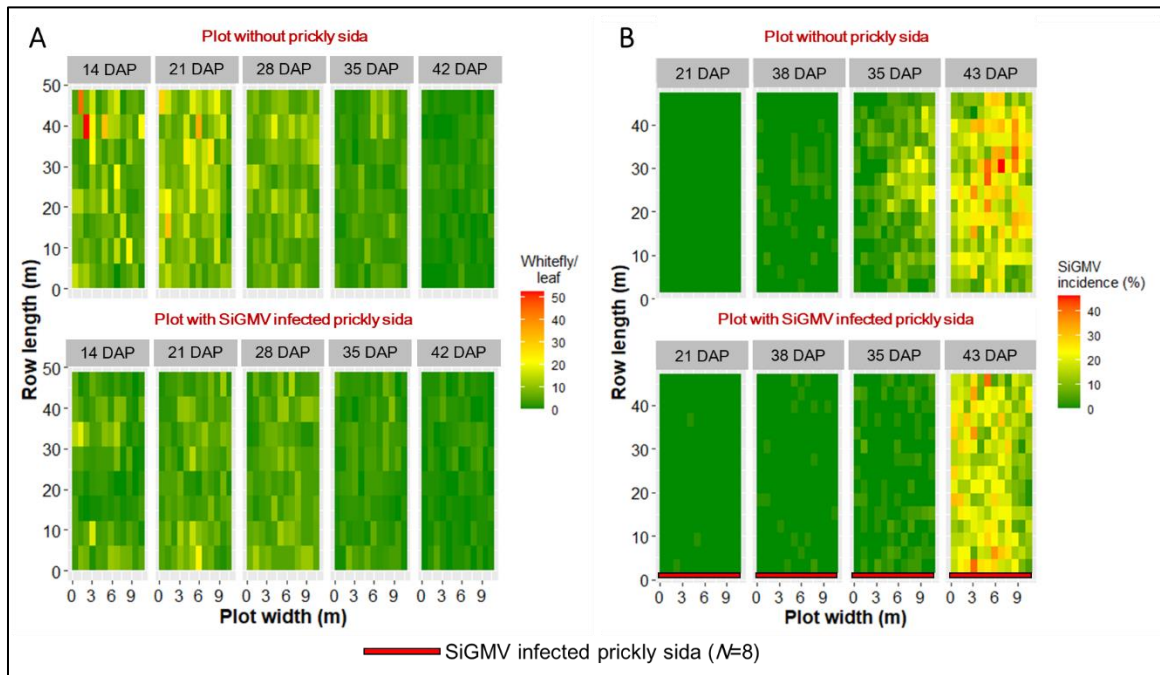 A
Plot without prickly sida
14 DAP 21 DAP 28 DAP 35 DAP 42 DAP
50
40
30
20
10
0
Plot with SiGMV infected prickly sida
14 DAP 21 DAP 28 DAP 35 DAP 42 DAP
50
40
30
20
10
0
0 3 6 9 0 3 6 9 0 3 6 9 0 3 6 9 0 3 6 9
Row length (m)
Plot width (m)
Whitefly/
leaf
50
40
30
20
10
0
B
Plot without prickly sida
21 DAP 38 DAP 35 DAP 43 DAP
40
30
20
10
0
Plot with SiGMV infected prickly sida
21 DAP 38 DAP 35 DAP 43 DAP
40
30
20
10
0
0 3 6 9 0 3 6 9 0 3 6 9 0 3 6 9
Row length (m)
Plot width (m)
SiGMV
incidence (%)
40
30
20
10
0
SiGMV infected prickly sida (N=8)